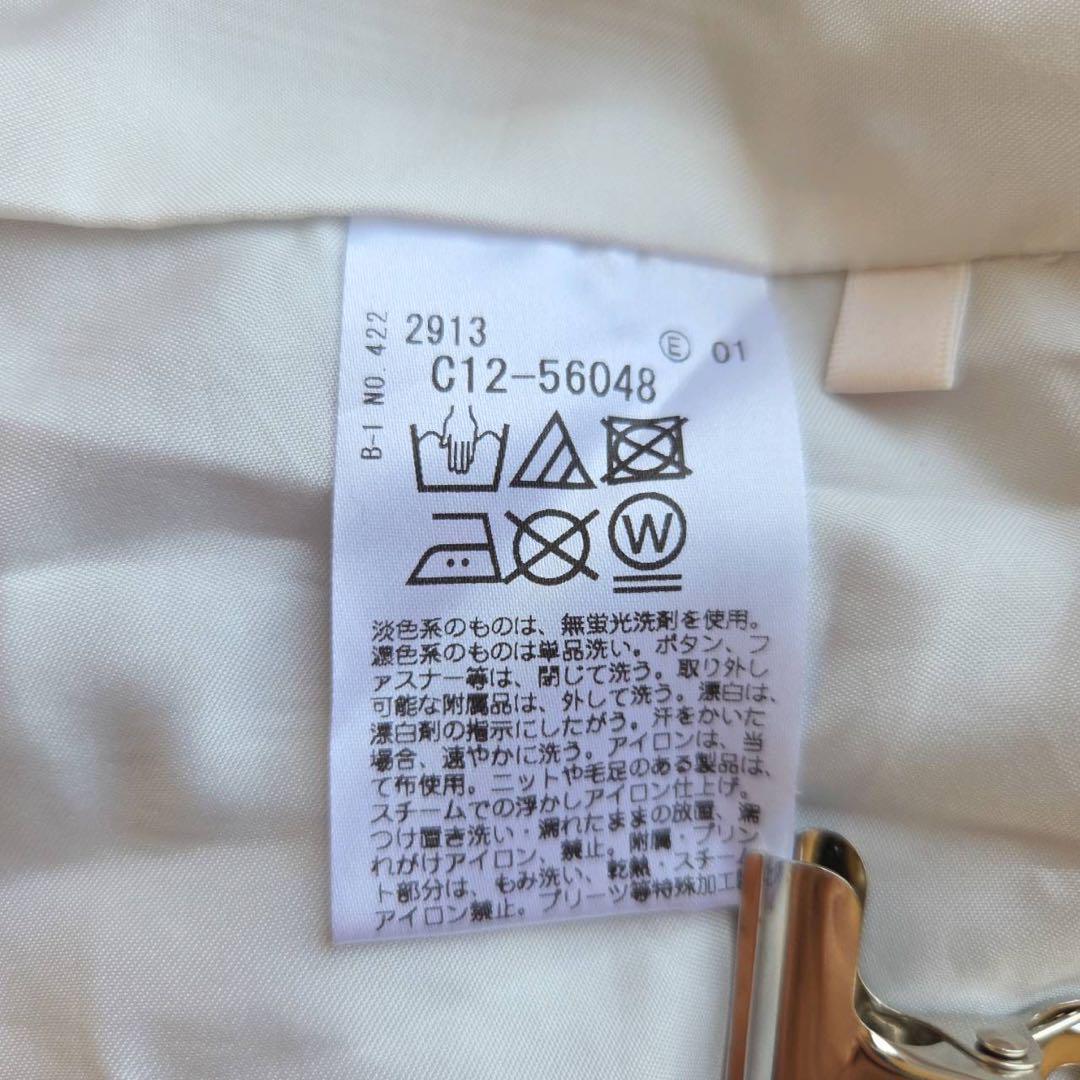 B-1 NO. 422
2913
Ⓔ 01
C12-56048
W
淡色系のものは、無蛍光洗剤を使用。
濃色系のものは単品洗い。ボタン、フ
ァスナー等は、閉じて洗う。取り外し
可能な附属品は、外して洗う。漂白は、
漂白剤の指示にしたがう。汗をかいた
場合、速やかに洗う。アイロンは、当
て布使用。ニットや毛足のある製品は、
スチームでの浮かしアイロン仕上げ。
つけ置き洗い・濡れたままの放置、濡
れがけアイロン、禁止。附属・プリン
ト部分は、もみ洗い、乾熱・スチーム
アイロン禁止。プリーツ等特殊加工